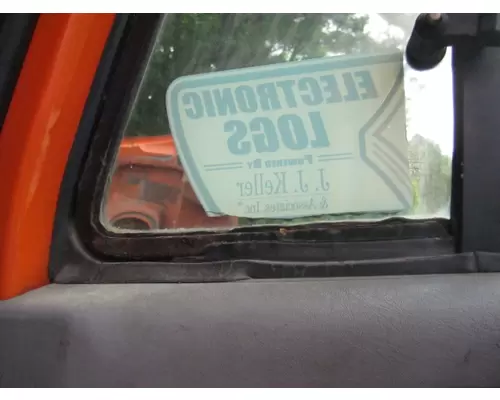 ELECTRONIC
LOGS
POWERED BY
J. J. Keller
& Associates, Inc.